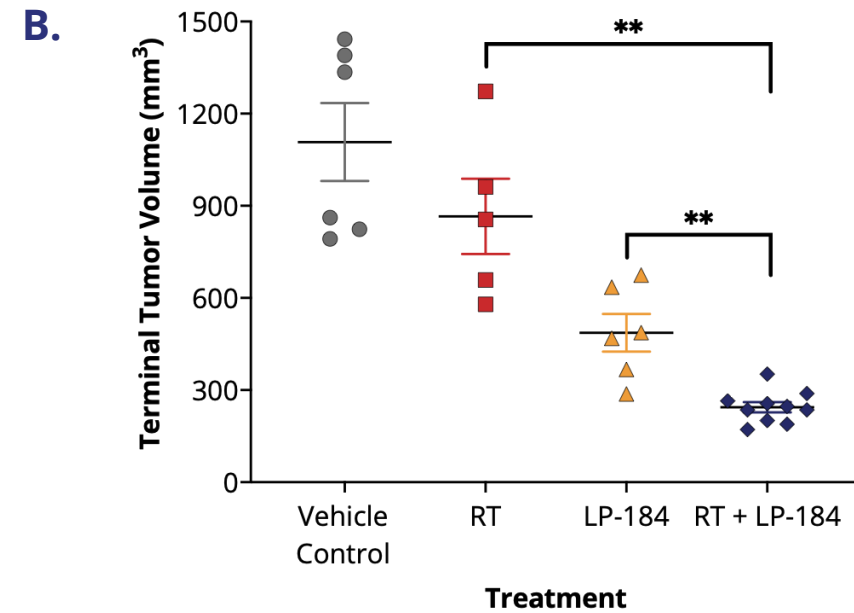 B.
Terminal Tumor Volume (mm³)
1500
1200
900
600
300
0
**
**
Vehicle Control
RT
LP-184
RT + LP-184
Treatment